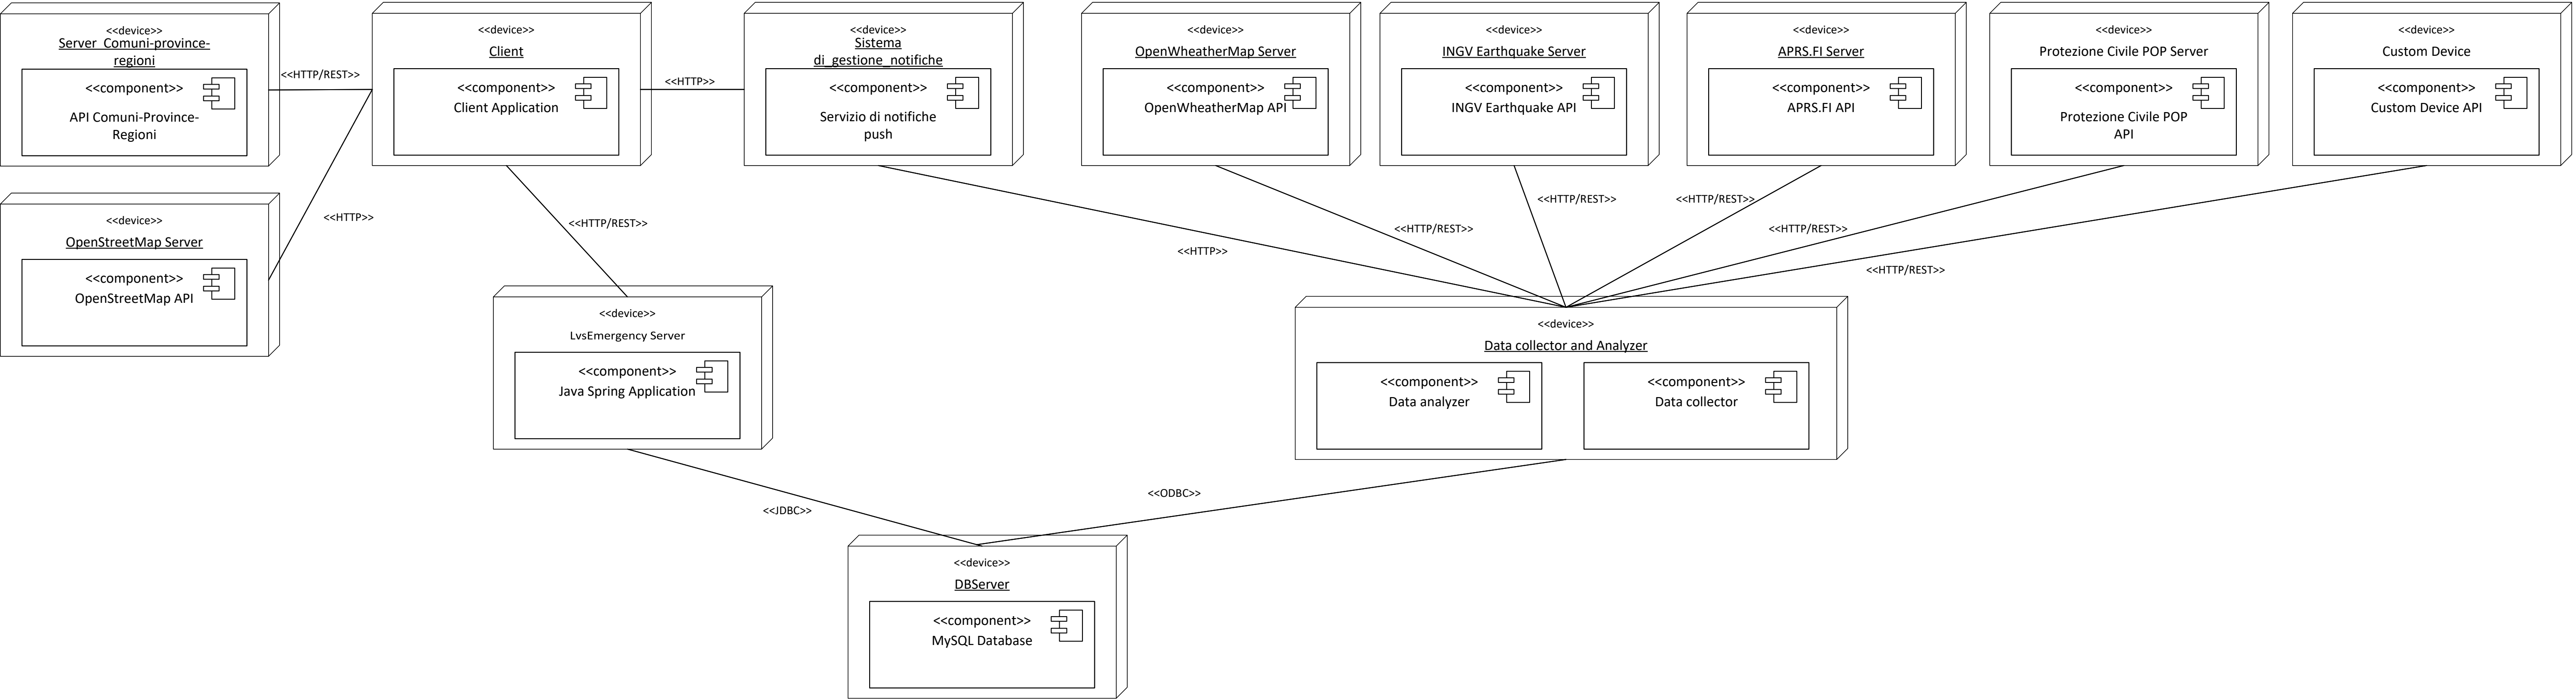 <<device>>
Server_Comuni-province-
regioni
<<component>>
API Comuni-Province-
Regioni
<<HTTP/REST>>
<<device>>
Client
<<component>>
Client Application
<<HTTP>>
<<device>>
Sistema
di_gestione_notifiche
<<component>>
Servizio di notifiche
push
<<device>>
OpenWheatherMap Server
<<component>>
OpenWheatherMap API
<<device>>
INGV Earthquake Server
<<component>>
INGV Earthquake API
<<device>>
APRS.FI Server
<<component>>
APRS.FI API
<<device>>
Protezione Civile POP Server
<<component>>
Protezione Civile POP
API
<<device>>
Custom Device
<<component>>
Custom Device API
<<device>>
OpenStreetMap Server
<<component>>
OpenStreetMap API
<<HTTP>>
<<HTTP/REST>>
<<HTTP>>
<<HTTP/REST>>
<<HTTP/REST>>
<<HTTP/REST>>
<<HTTP/REST>>
<<HTTP/REST>>
<<device>>
LvsEmergency Server
<<component>>
Java Spring Application
<<device>>
Data collector and Analyzer
<<component>>
Data analyzer
<<component>>
Data collector
<<JDBC>>
<<ODBC>>
<<device>>
DBServer
<<component>>
MySQL Database